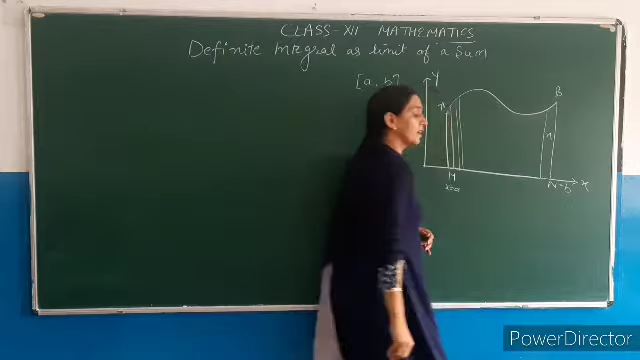 CLASS-XII MATHEMATICS
Definite Integral as limit of a Sum
[a, b]
Y
B
A
n
M
x=a
N=b
X
PowerDirector